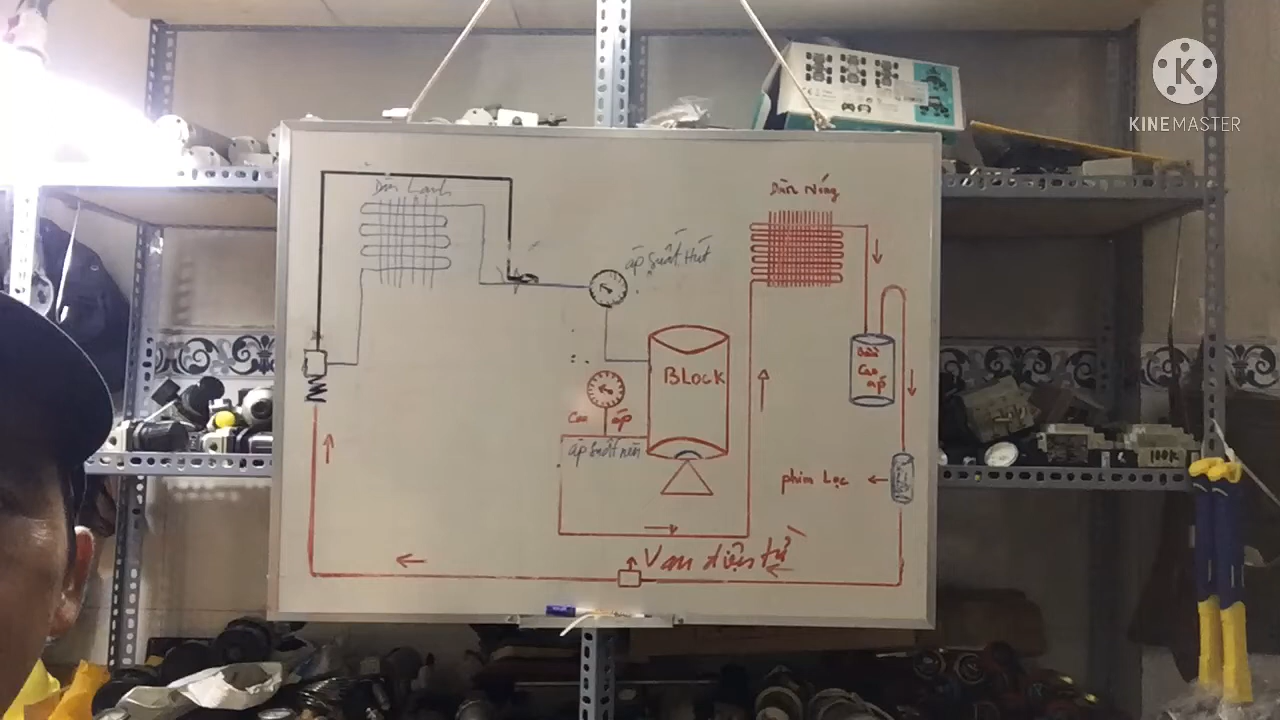 K
KINEMASTER
Dàn Lạnh
Dàn Nóng
áp Suất Hút
BLOCK
Bầu
Cao
áp
Cao áp
áp Suất nén
phin Lọc
Van điện từ
100K